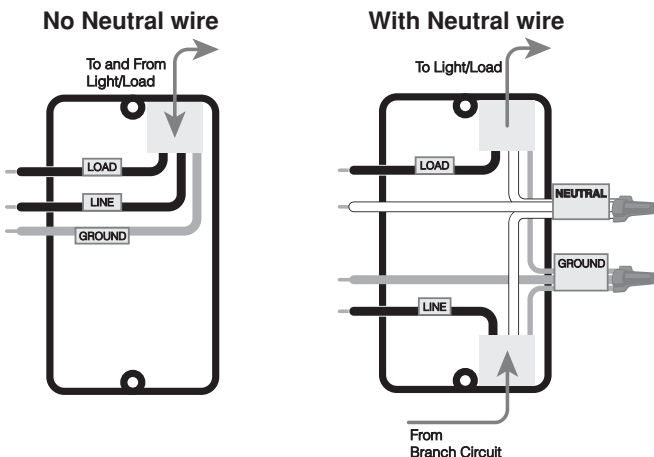 No Neutral wire
To and From
Light/Load
LOAD
LINE
GROUND
With Neutral wire
To Light/Load
LOAD
NEUTRAL
GROUND
LINE
From
Branch Circuit